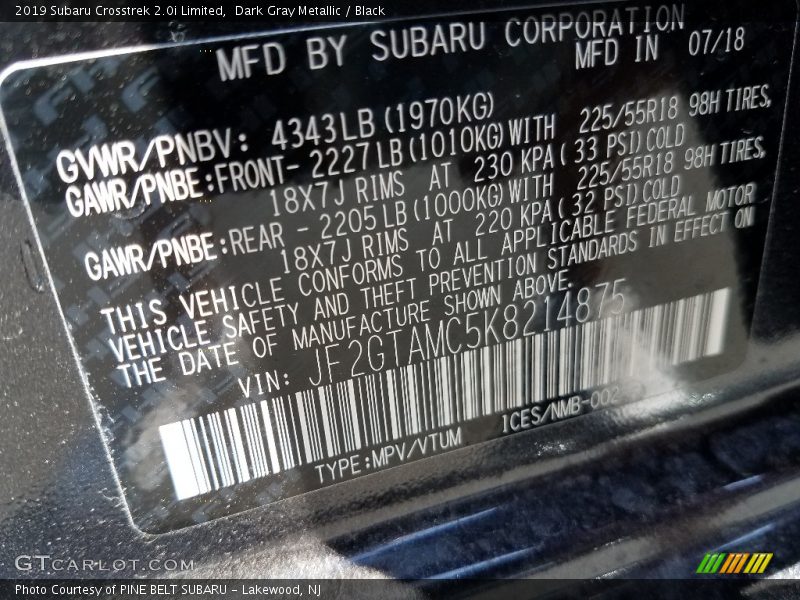 2019 Subaru Crosstrek 2.0i Limited, Dark Gray Metallic / Black
MFD BY SUBARU CORPORATION
MFD IN 07/18
GVWR/PNBV: 4343LB (1970KG)
GAWR/PNBE:FRONT- 2227LB (1010KG) WITH 225/55R18 98H TIRES,
18X7J RIMS AT 230 KPA ( 33 PSI) COLD
GAWR/PNBE:REAR - 2205LB (1000KG) WITH 225/55R18 98H TIRES,
18X7J RIMS AT 220 KPA ( 32 PSI) COLD
THIS VEHICLE CONFORMS TO ALL APPLICABLE FEDERAL MOTOR
VEHICLE SAFETY AND THEFT PREVENTION STANDARDS IN EFFECT ON
THE DATE OF MANUFACTURE SHOWN ABOVE.
VIN: JF2GTAMC5K8214875
TYPE:MPV/VTUM ICES/NMB-002
GTCARLOT.COM
Photo Courtesy of PINE BELT SUBARU - Lakewood, NJ